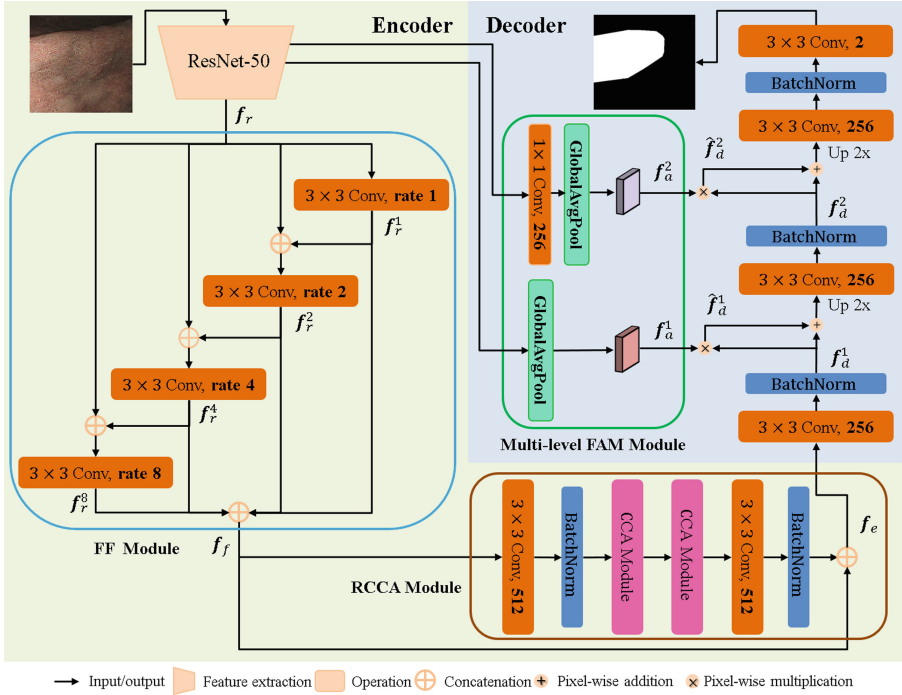 Encoder
Decoder
ResNet-50
f_r
3 × 3 Conv, rate 1
f_r^1
3 × 3 Conv, rate 2
f_r^2
3 × 3 Conv, rate 4
f_r^4
3 × 3 Conv, rate 8
f_r^8
FF Module
f_f
3 × 3 Conv, 2
BatchNorm
3 × 3 Conv, 256
Up 2x
1 × 1 Conv, 256
GlobalAvgPool
f_a^2
f̂_d^2
f_d^2
BatchNorm
3 × 3 Conv, 256
Up 2x
GlobalAvgPool
f_a^1
f̂_d^1
f_d^1
BatchNorm
3 × 3 Conv, 256
Multi-level FAM Module
RCCA Module
3 × 3 Conv, 512
BatchNorm
CCA Module
CCA Module
3 × 3 Conv, 512
BatchNorm
f_e
Input/output
Feature extraction
Operation
Concatenation
Pixel-wise addition
Pixel-wise multiplication